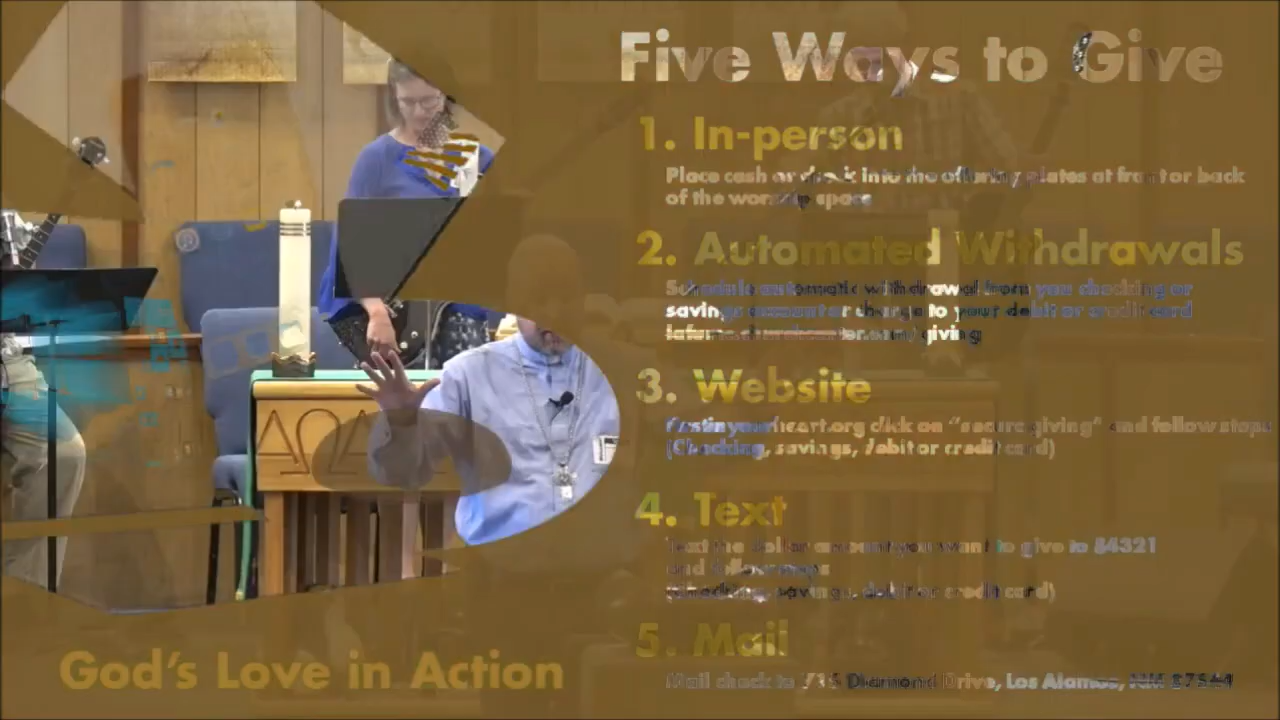 Five Ways to Give
1. In-person
Place cash or check into the offering plates at front or back
of the worship space
2. Automated Withdrawals
Schedule automatic withdrawal from you checking or
savings account or charge to your debit or credit card
giving
3. Website
click on "secure giving" and follow steps
(Checking, savings, debit or credit card)
4. Text
Text the dollar amount you want to give to 84321
and follow steps
(Checking, savings, debit or credit card)
5. Mail
Mail check to Diamond Drive, Los Alamos, NM
God's Love in Action
ΑΩ